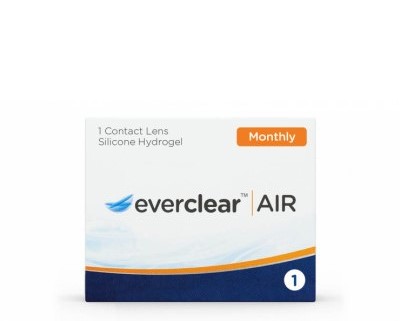 1 Contact Lens
Silicone Hydrogel
Monthly
everclear™ | AIR
1